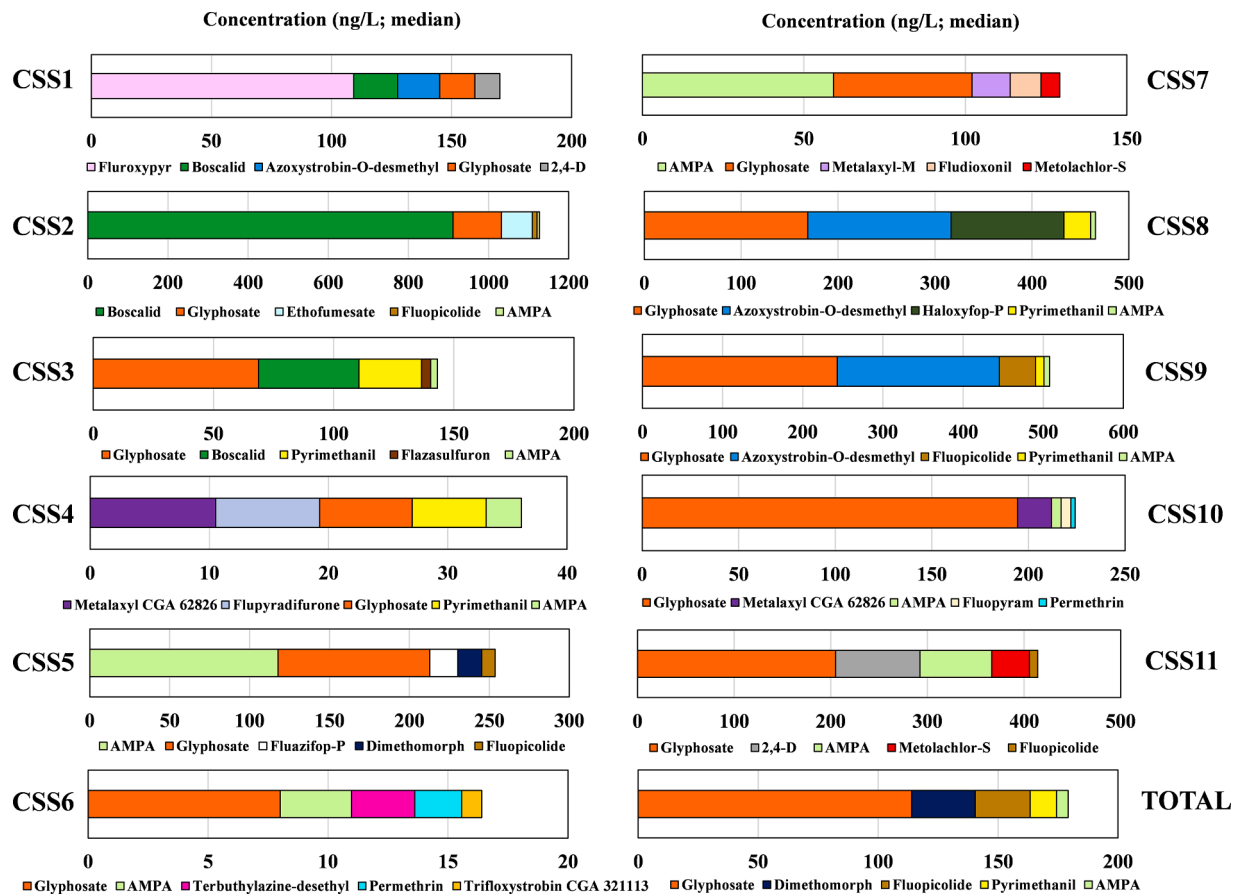 Concentration (ng/L; median)
CSS1
0 50 100 150 200
Fluroxypyr Boscalid Azoxystrobin-O-desmethyl Glyphosate 2,4-D
CSS2
0 200 400 600 800 1000 1200
Boscalid Glyphosate Ethofumesate Fluopicolide AMPA
CSS3
0 50 100 150 200
Glyphosate Boscalid Pyrimethanil Flazasulfuron AMPA
CSS4
0 10 20 30 40
Metalaxyl CGA 62826 Flupyradifurone Glyphosate Pyrimethanil AMPA
CSS5
0 50 100 150 200 250 300
AMPA Glyphosate Fluazifop-P Dimethomorph Fluopicolide
CSS6
0 5 10 15 20
Glyphosate AMPA Terbuthylazine-desethyl Permethrin Trifloxystrobin CGA 321113
Concentration (ng/L; median)
CSS7
0 50 100 150
AMPA Glyphosate Metalaxyl-M Fludioxonil Metolachlor-S
CSS8
0 100 200 300 400 500
Glyphosate Azoxystrobin-O-desmethyl Haloxyfop-P Pyrimethanil AMPA
CSS9
0 100 200 300 400 500 600
Glyphosate Azoxystrobin-O-desmethyl Fluopicolide Pyrimethanil AMPA
CSS10
0 50 100 150 200 250
Glyphosate Metalaxyl CGA 62826 AMPA Fluopyram Permethrin
CSS11
0 100 200 300 400 500
Glyphosate 2,4-D AMPA Metolachlor-S Fluopicolide
TOTAL
0 50 100 150 200
Glyphosate Dimethomorph Fluopicolide Pyrimethanil AMPA